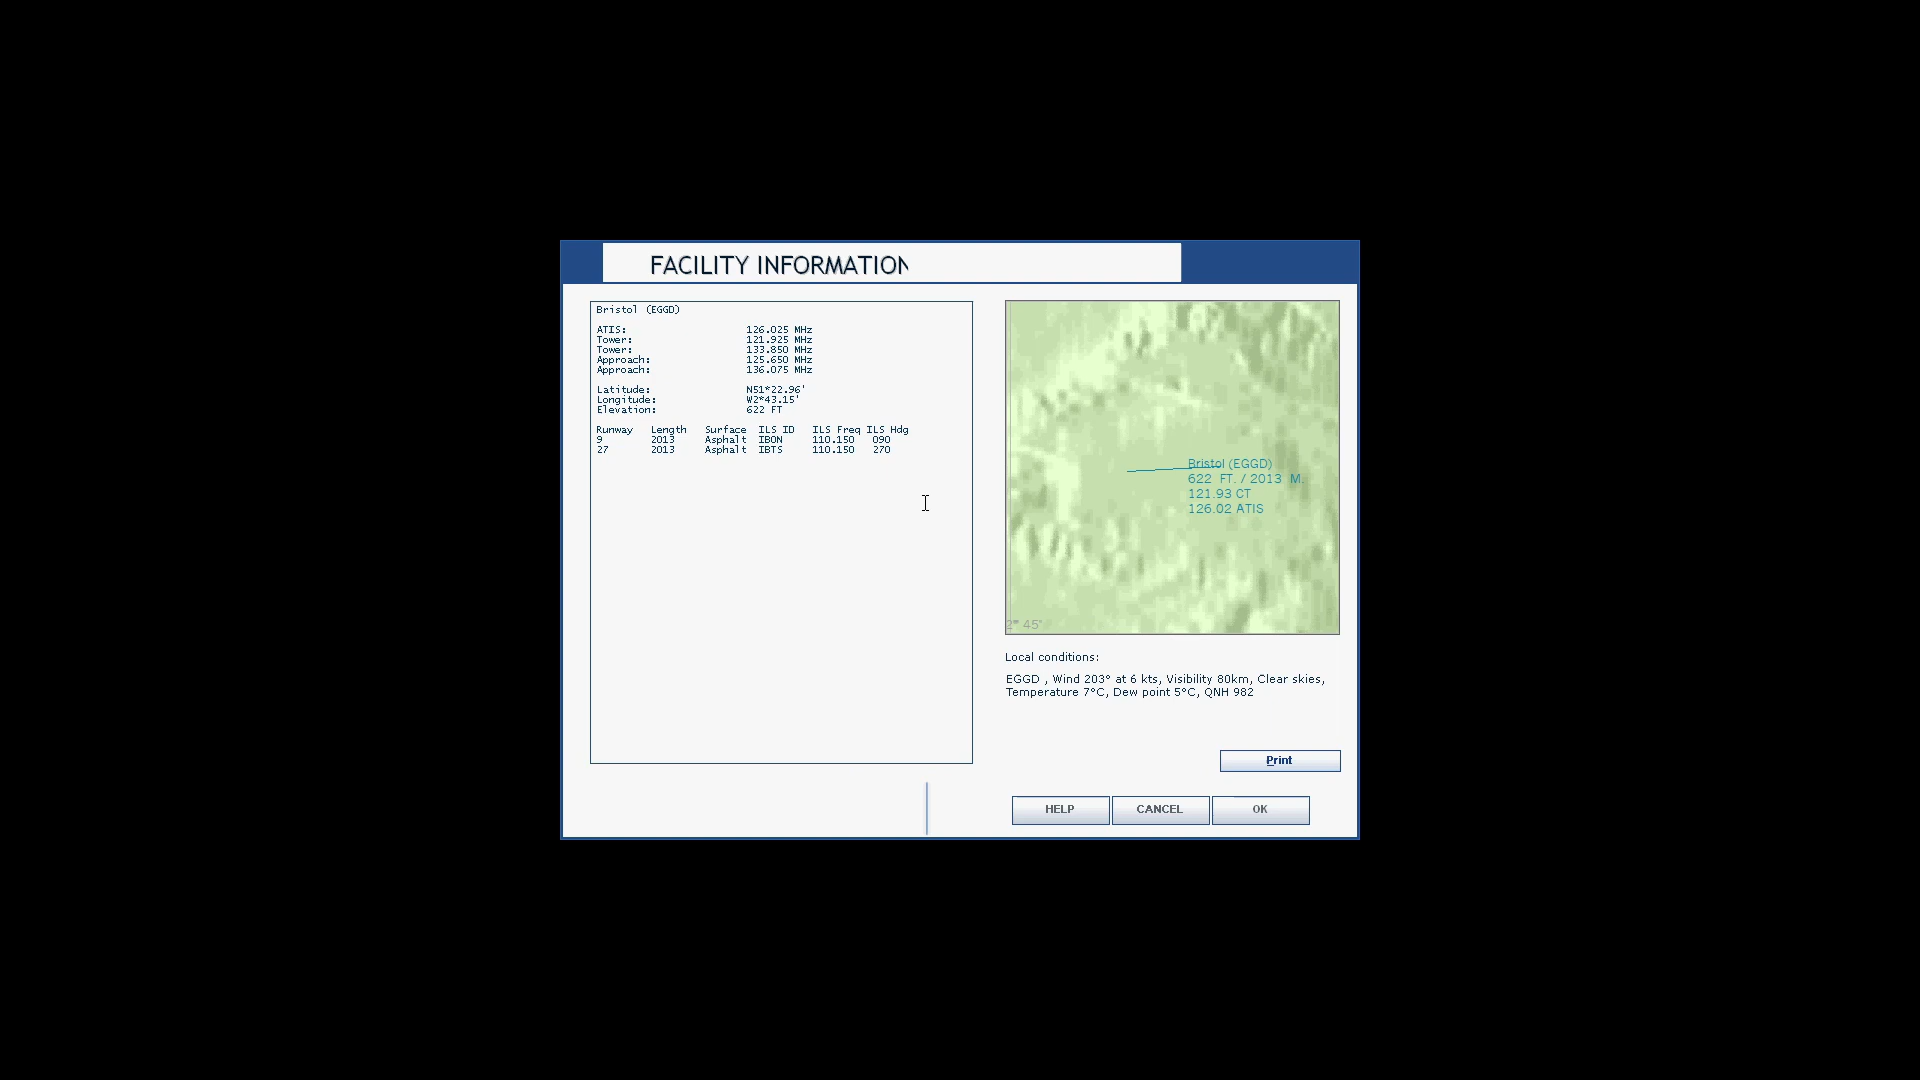 FACILITY INFORMATION
Bristol (EGGD)
ATIS: 126.025 MHz
Tower: 121.925 MHz
Tower: 133.850 MHz
Approach: 125.650 MHz
Approach: 136.075 MHz
Latitude: N51*22.96'
Longitude: W2*43.15'
Elevation: 622 FT
Runway Length Surface ILS ID ILS Freq ILS Hdg
9 2013 Asphalt IBON 110.150 090
27 2013 Asphalt IBTS 110.150 270
Bristol (EGGD)
622 FT. / 2013 M.
121.93 CT
126.02 ATIS
2° 45'
Local conditions:
EGGD , Wind 203° at 6 kts, Visibility 80km, Clear skies,
Temperature 7°C, Dew point 5°C, QNH 982
Print
HELP CANCEL OK